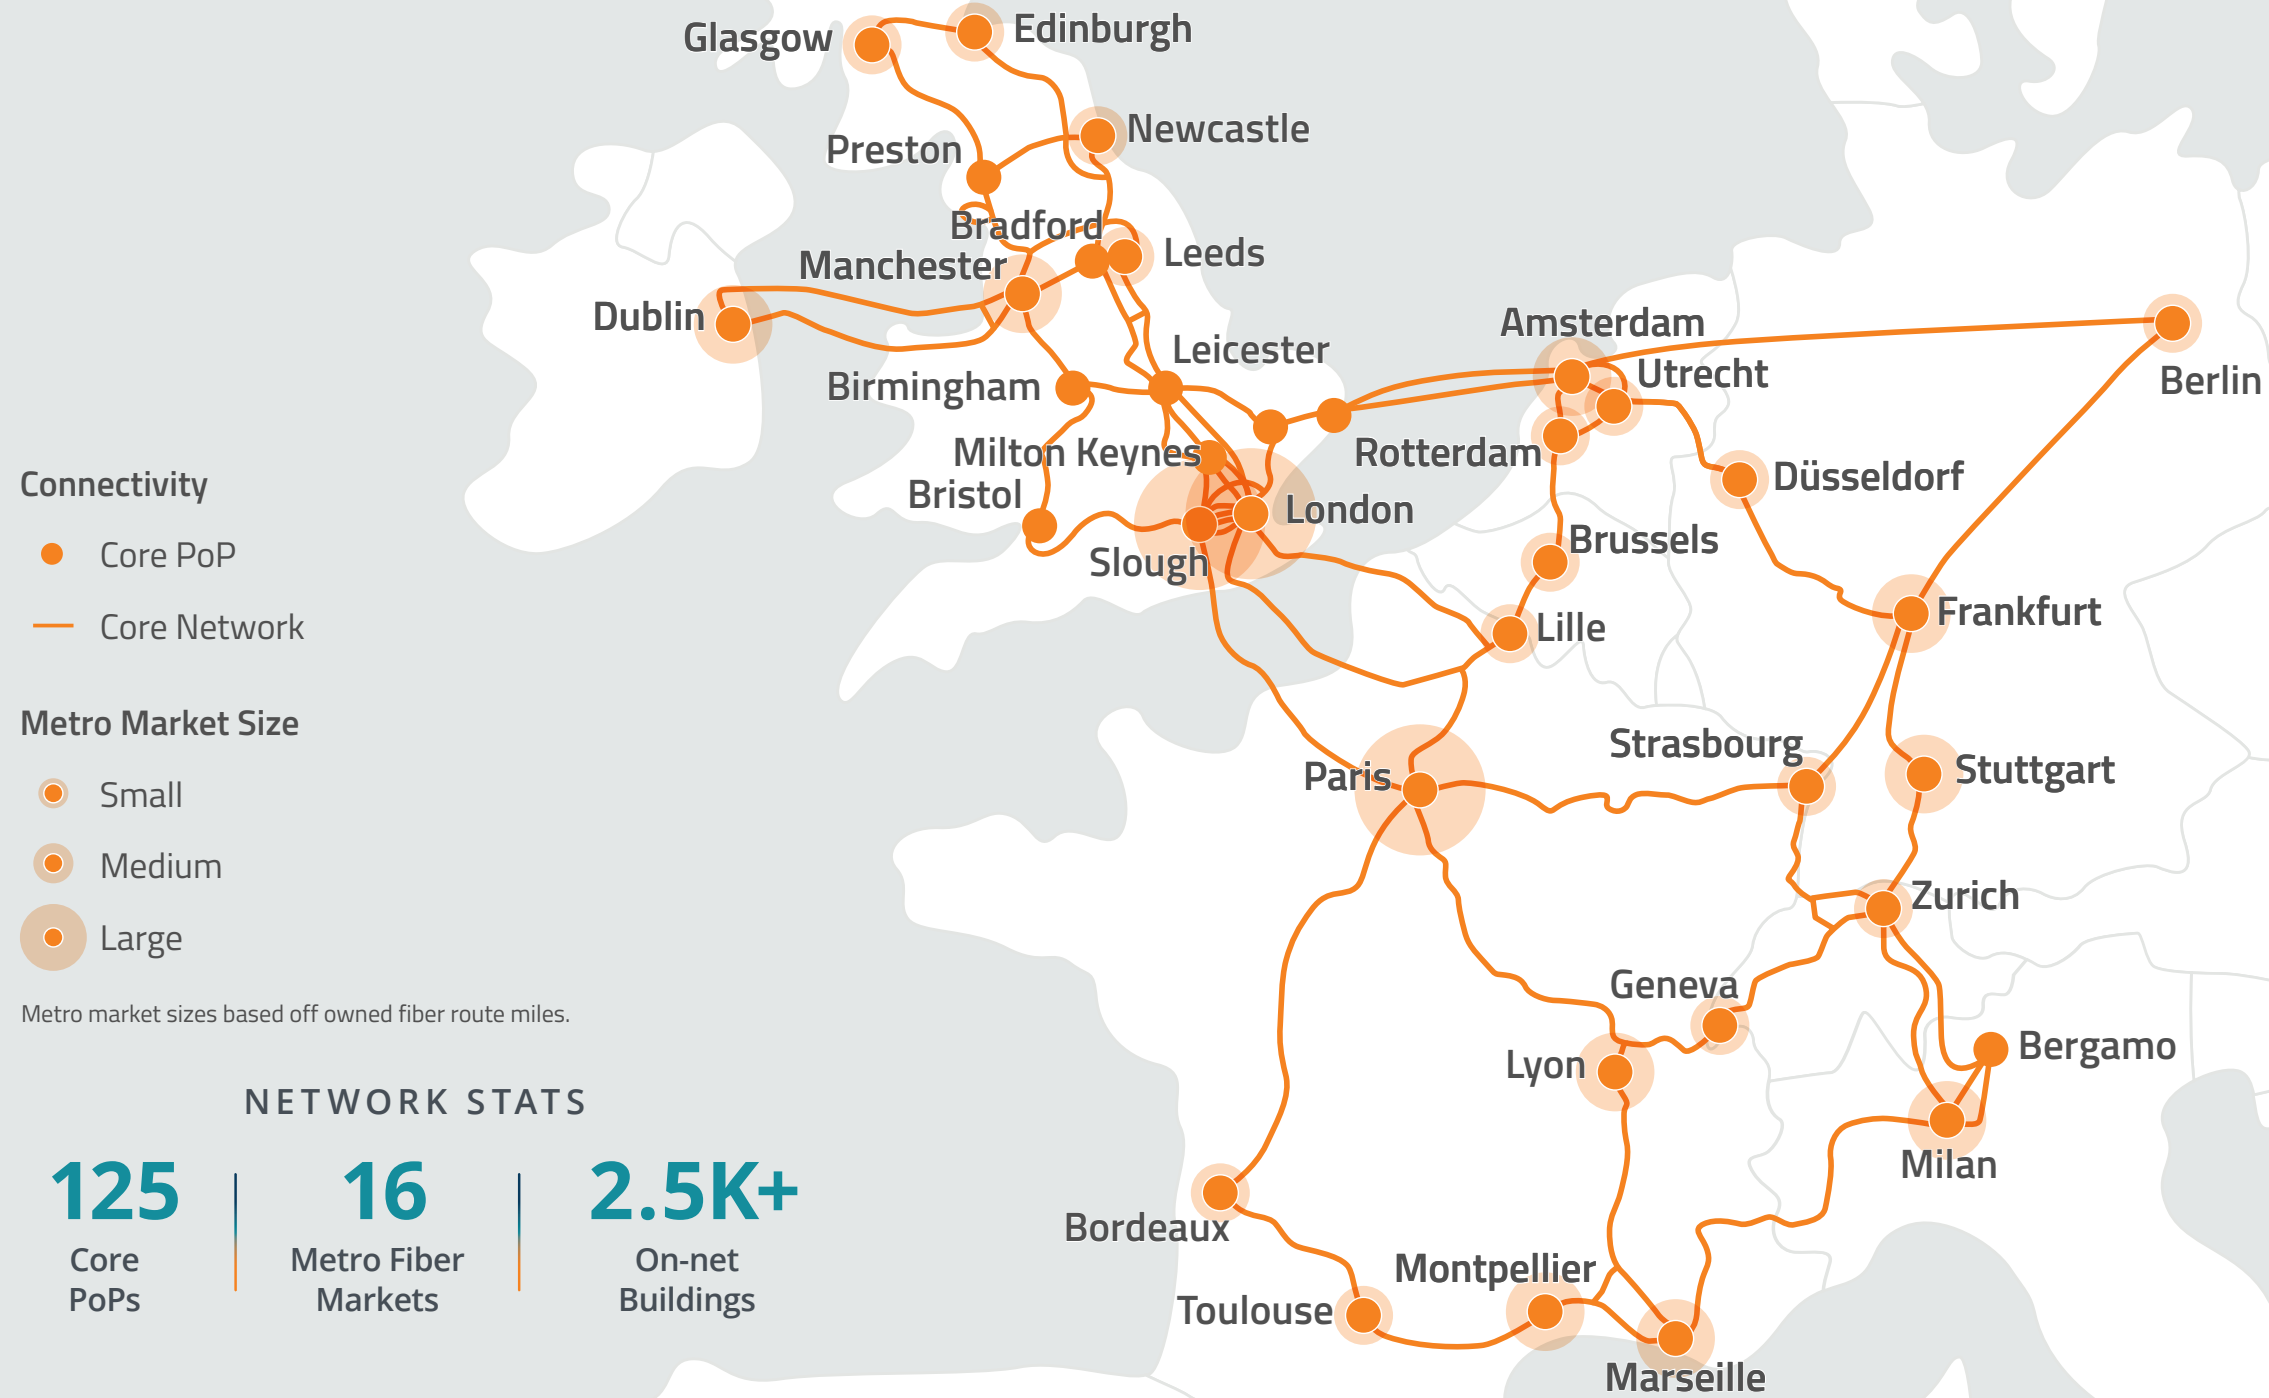 Glasgow
Edinburgh
Newcastle
Preston
Bradford
Leeds
Manchester
Dublin
Leicester
Birmingham
Milton Keynes
Bristol
London
Slough
Amsterdam
Utrecht
Berlin
Rotterdam
Düsseldorf
Brussels
Frankfurt
Lille
Strasbourg
Stuttgart
Paris
Zurich
Geneva
Bergamo
Lyon
Milan
Bordeaux
Montpellier
Toulouse
Marseille
Connectivity
Core PoP
Core Network
Metro Market Size
Small
Medium
Large
Metro market sizes based off owned fiber route miles.
NETWORK STATS
125
Core
PoPs
16
Metro Fiber
Markets
2.5K+
On-net
Buildings